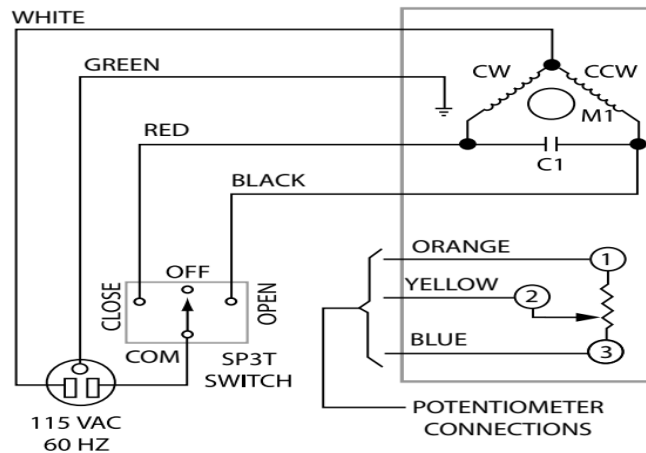 WHITE
GREEN
CW
CCW
M1
RED
C1
BLACK
ORANGE
1
OFF
YELLOW
2
CLOSE
OPEN
BLUE
3
COM
SP3T
SWITCH
115 VAC
60 HZ
POTENTIOMETER
CONNECTIONS